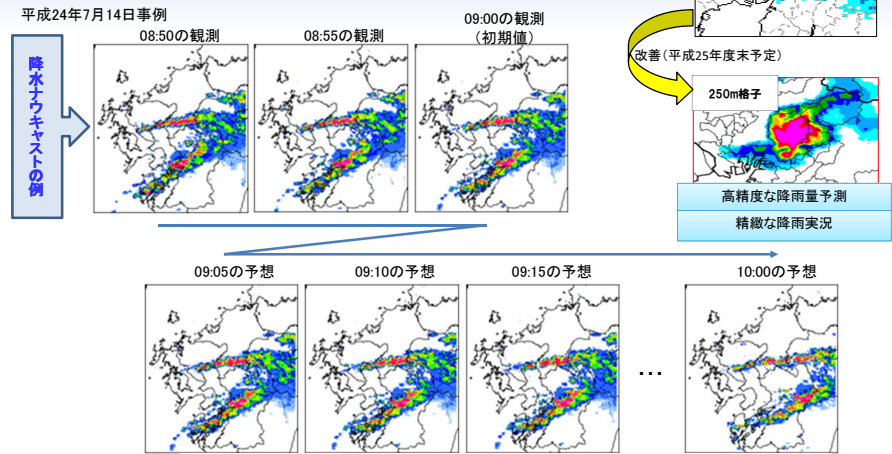 平成24年7月14日事例
降水ナウキャストの例
08:50の観測
08:55の観測
09:00の観測
(初期値)
改善(平成25年度末予定)
250m格子
高精度な降雨量予測
精緻な降雨実況
09:05の予想
09:10の予想
09:15の予想
…
10:00の予想